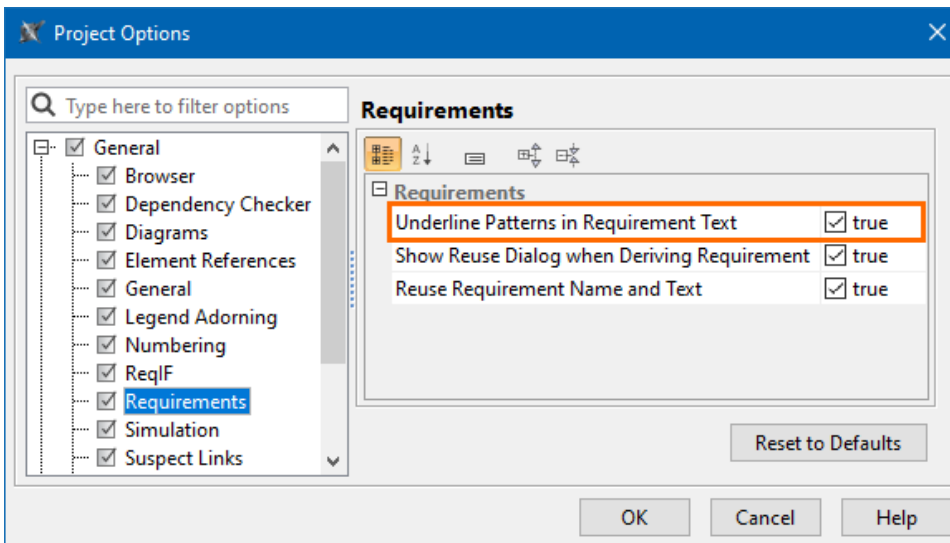 Project Options
Type here to filter options
General
Browser
Dependency Checker
Diagrams
Element References
General
Legend Adorning
Numbering
ReqIF
Requirements
Simulation
Suspect Links
Requirements
A
Z
Requirements
Underline Patterns in Requirement Text true
Show Reuse Dialog when Deriving Requirement true
Reuse Requirement Name and Text true
Reset to Defaults
OK Cancel Help